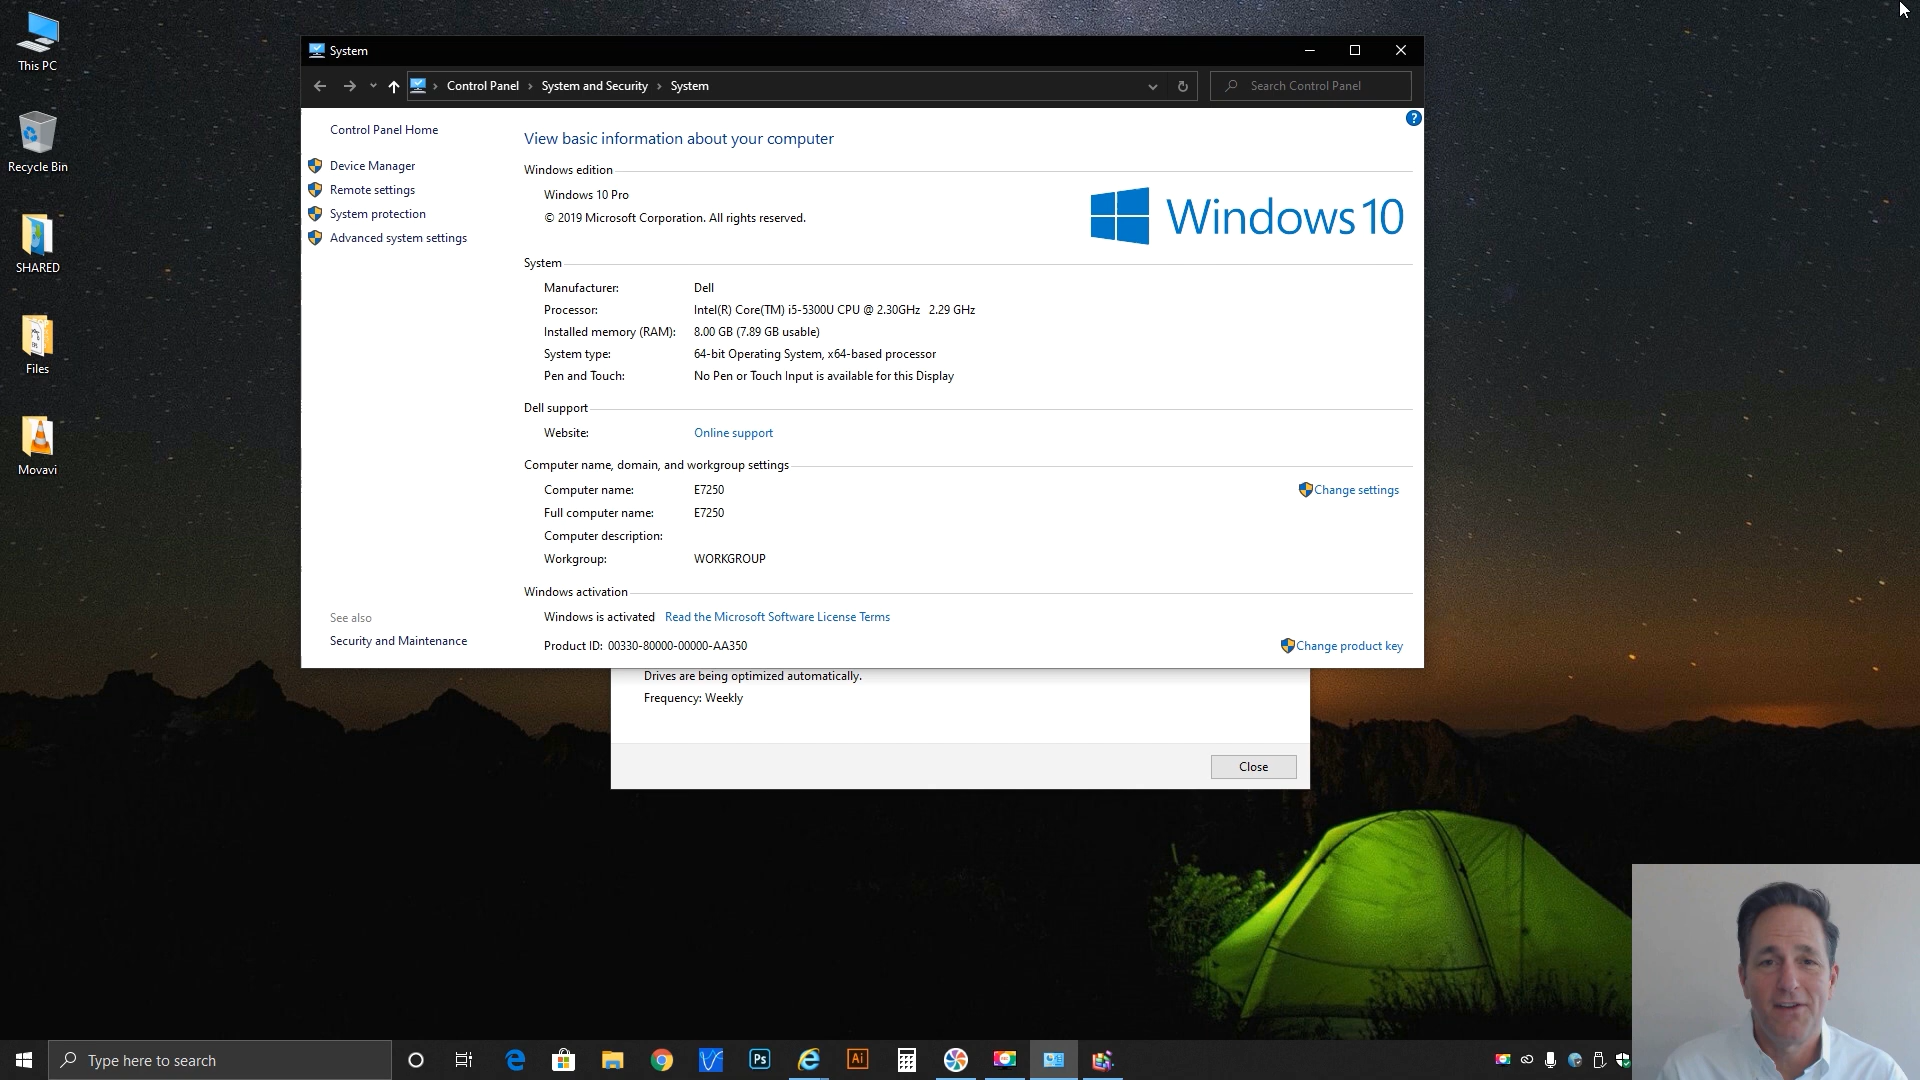 This PC
Recycle Bin
SHARED
Files
Movavi
System
Control Panel › System and Security › System
Search Control Panel
Control Panel Home
Device Manager
Remote settings
System protection
Advanced system settings
See also
Security and Maintenance
View basic information about your computer
Windows edition
Windows 10 Pro
© 2019 Microsoft Corporation. All rights reserved.
Windows 10
System
Manufacturer: Dell
Processor: Intel(R) Core(TM) i5-5300U CPU @ 2.30GHz 2.29 GHz
Installed memory (RAM): 8.00 GB (7.89 GB usable)
System type: 64-bit Operating System, x64-based processor
Pen and Touch: No Pen or Touch Input is available for this Display
Dell support
Website: Online support
Computer name, domain, and workgroup settings
Computer name: E7250 Change settings
Full computer name: E7250
Computer description:
Workgroup: WORKGROUP
Windows activation
Windows is activated Read the Microsoft Software License Terms
Product ID: 00330-80000-00000-AA350 Change product key
Drives are being optimized automatically.
Frequency: Weekly
Close
Type here to search
Ps
Ai